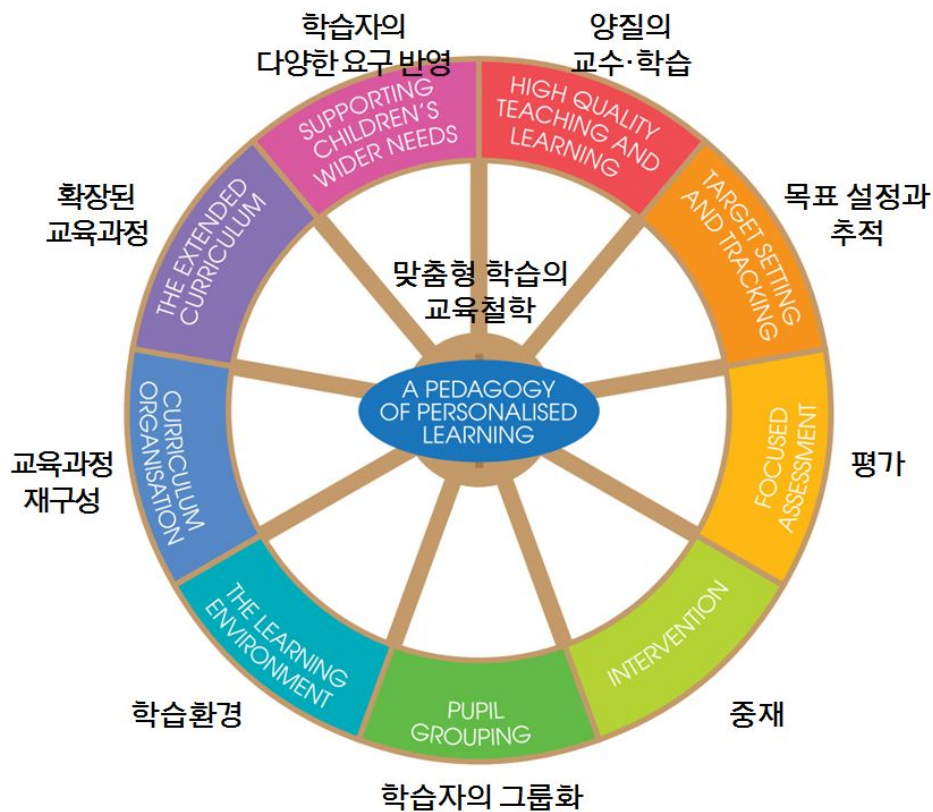 학습자의
다양한 요구 반영
양질의
교수·학습
SUPPORTING
CHILDREN'S
WIDER NEEDS
HIGH QUALITY
TEACHING AND
LEARNING
확장된
교육과정
THE EXTENDED
CURRICULUM
TARGET SETTING
AND TRACKING
목표 설정과
추적
맞춤형 학습의
교육철학
A PEDAGOGY
OF PERSONALISED
LEARNING
교육과정
재구성
CURRICULUM
ORGANISATION
FOCUSED
ASSESSMENT
평가
THE LEARNING
ENVIRONMENT
학습환경
PUPIL
GROUPING
학습자의 그룹화
INTERVENTION
중재